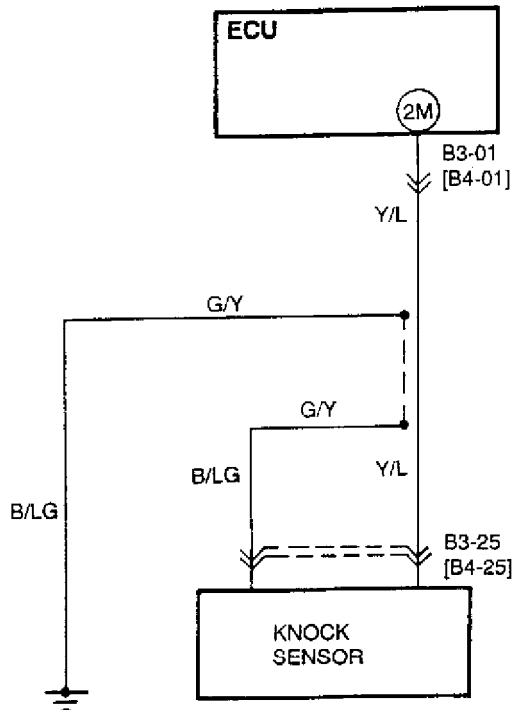 ECU
2M
B3-01
[B4-01]
Y/L
G/Y
G/Y
Y/L
B/LG
B/LG
B3-25
[B4-25]
KNOCK
SENSOR